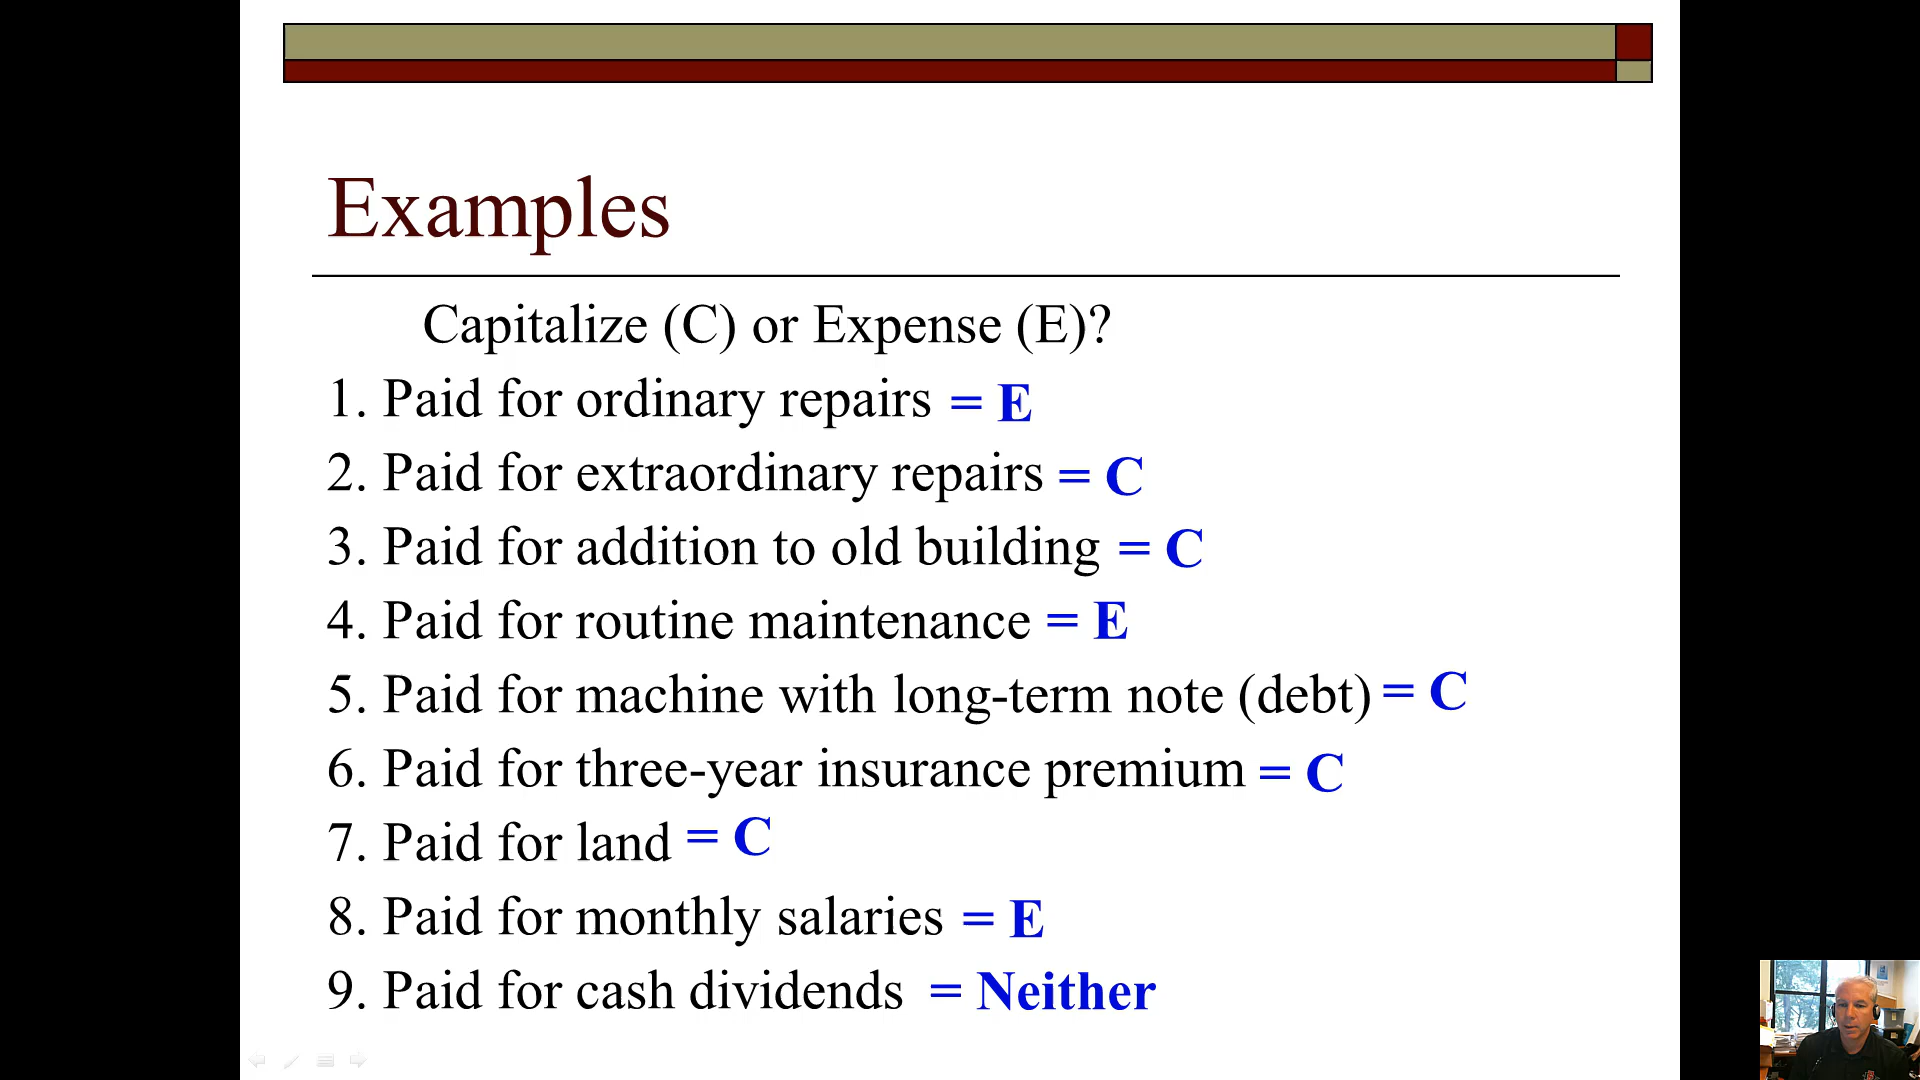 Examples
Capitalize (C) or Expense (E)?
1. Paid for ordinary repairs = E
2. Paid for extraordinary repairs = C
3. Paid for addition to old building = C
4. Paid for routine maintenance = E
5. Paid for machine with long-term note (debt) = C
6. Paid for three-year insurance premium = C
7. Paid for land = C
8. Paid for monthly salaries = E
9. Paid for cash dividends = Neither